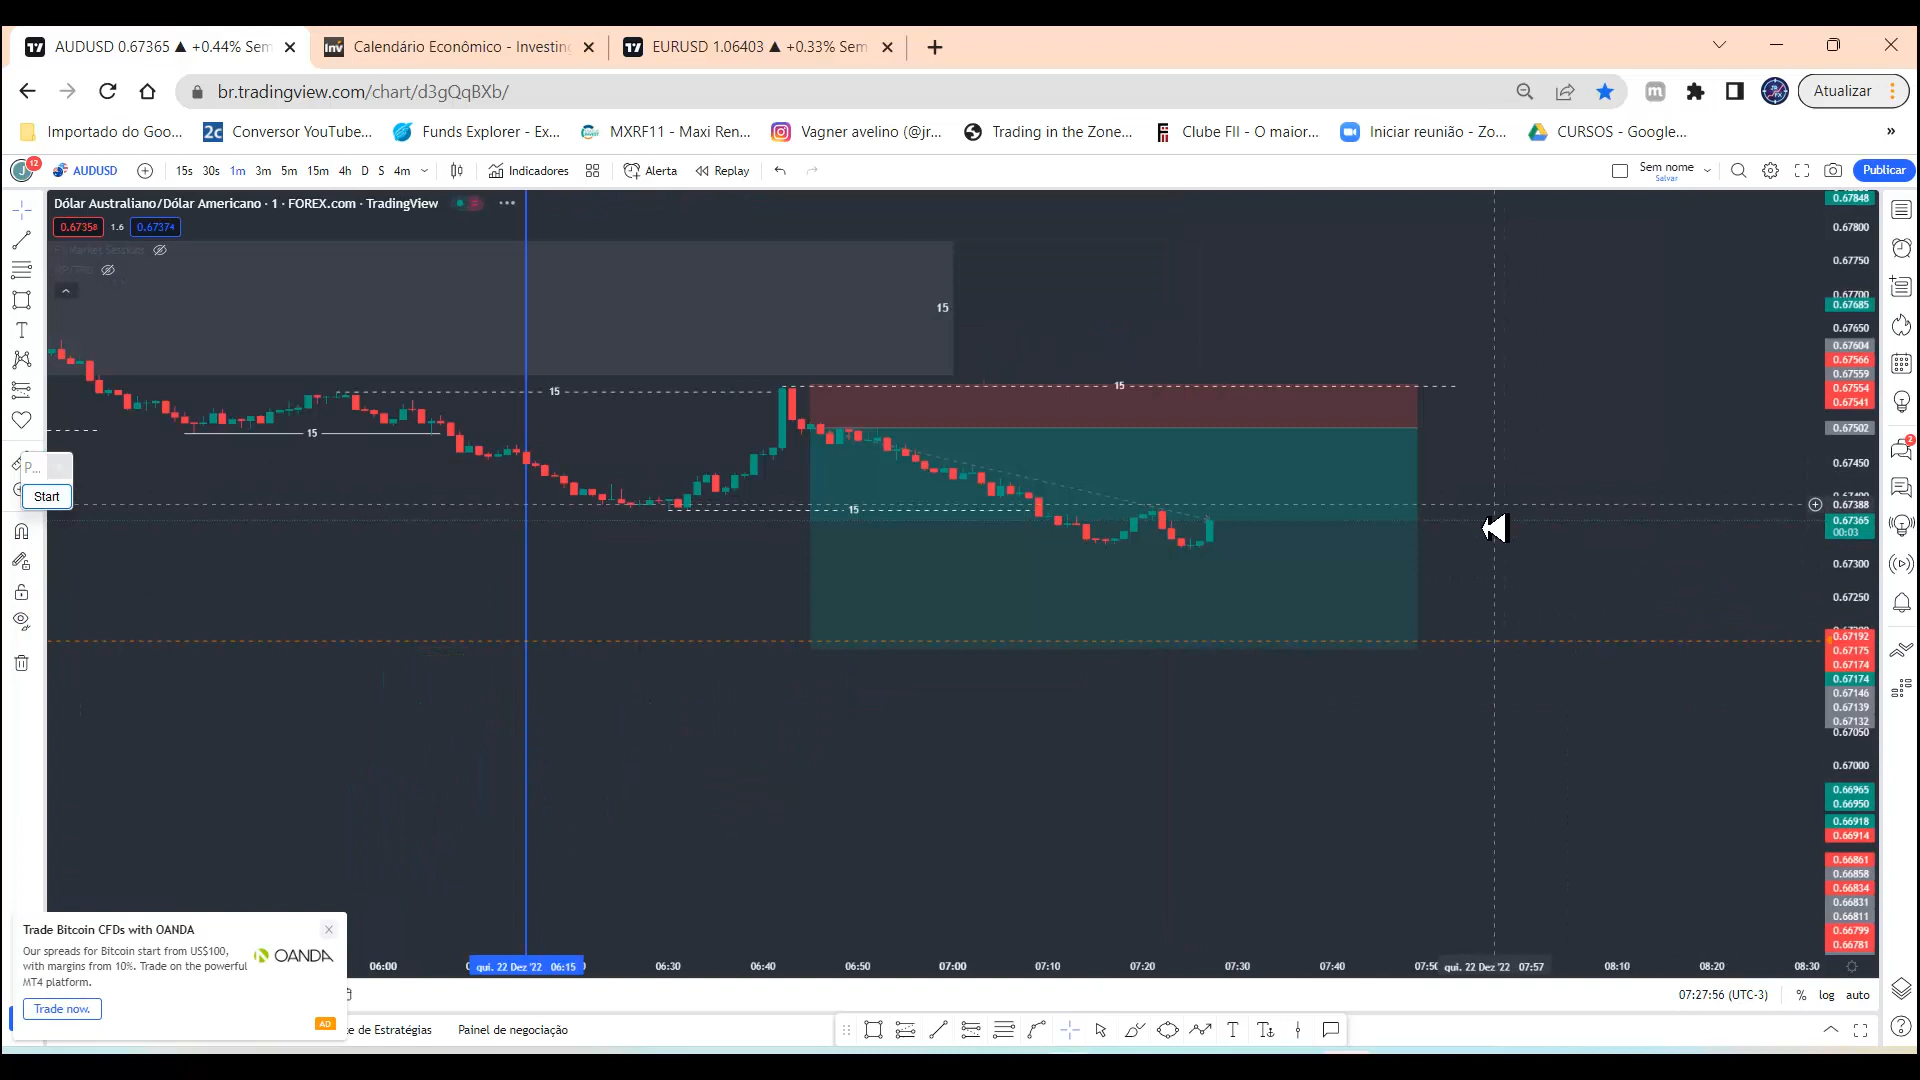 AUDUSD 0.67365 ▲ +0.44% Sem
Calendário Econômico - Investing
EURUSD 1.06403 ▲ +0.33% Sem
br.tradingview.com/chart/d3gQqBXb/
Atualizar
Importado do Goo...
Conversor YouTube...
Funds Explorer - Ex...
MXRF11 - Maxi Ren...
Vagner avelino (@jr...
Trading in the Zone...
Clube FII - O maior...
Iniciar reunião - Zo...
CURSOS - Google...
»
12
AUDUSD
15s 30s 1m 3m 5m 15m 4h D S 4m
Indicadores
Alerta
Replay
Sem nome
Salvar
Publicar
Dólar Australiano/Dólar Americano · 1 · FOREX.com · TradingView
0.67358 1.6 0.67374
15
15
15
15
15
P...
Start
0.67848
0.67800
0.67750
0.67700
0.67685
0.67650
0.67604
0.67566
0.67559
0.67554
0.67541
0.67502
0.67450
0.67388
0.67365
00:03
0.67300
0.67250
0.67192
0.67175
0.67174
0.67174
0.67146
0.67139
0.67132
0.67050
0.67000
0.66965
0.66950
0.66918
0.66914
0.66861
0.66858
0.66834
0.66831
0.66811
0.66799
0.66781
2
Trade Bitcoin CFDs with OANDA
Our spreads for Bitcoin start from US$100,
with margins from 10%. Trade on the powerful
MT4 platform.
OANDA
Trade now.
AD
06:00
qui. 22 Dez '22 06:15
06:30
06:40
06:50
07:00
07:10
07:20
07:30
07:40
07:50
qui. 22 Dez '22 07:57
08:10
08:20
08:30
07:27:56 (UTC-3)
% log auto
te de Estratégias
Painel de negociação